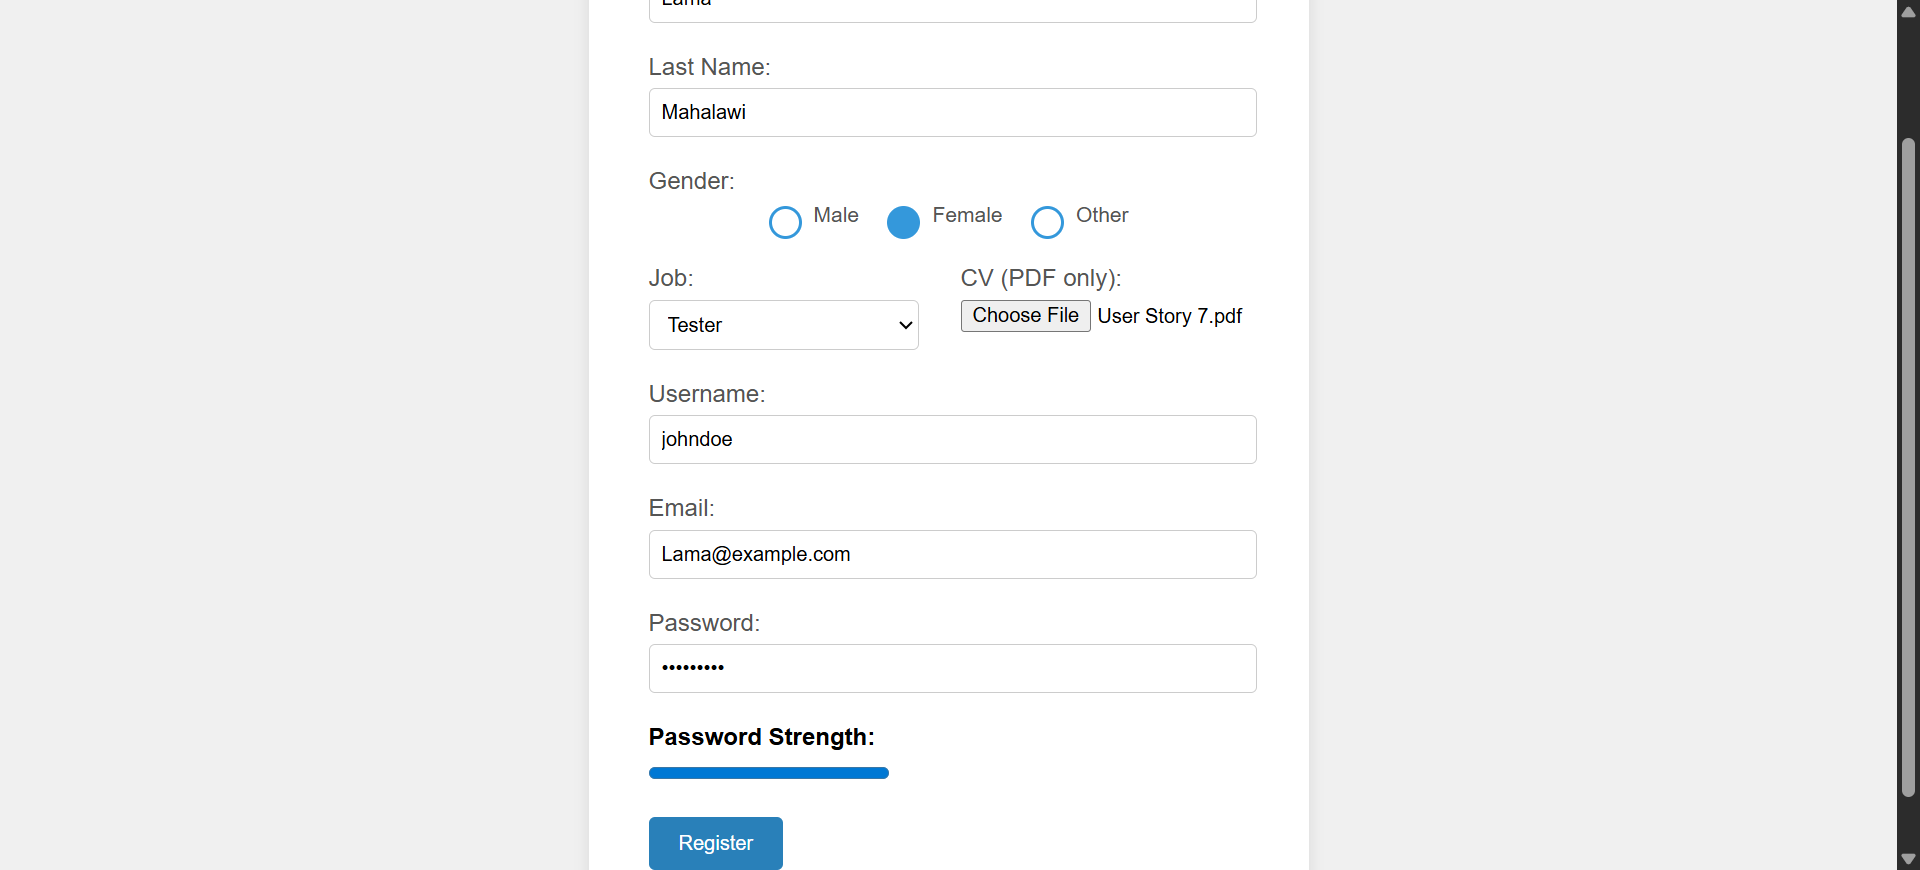 Lama
Last Name:
Mahalawi
Gender:
Male Female Other
Job: CV (PDF only):
Tester Choose File User Story 7.pdf
Username:
johndoe
Email:
Lama@example.com
Password:
•••••••••
Password Strength:
Register